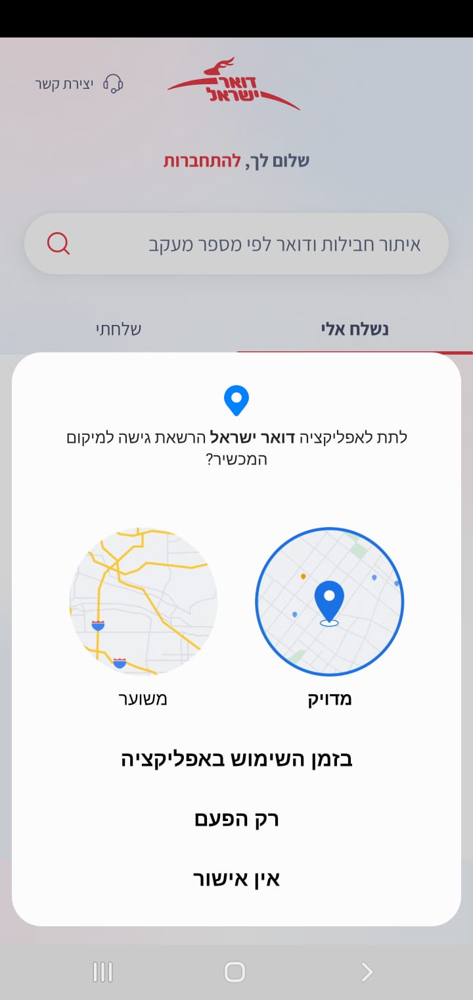 דואר
ישראל
יצירת קשר
שלום לך, להתחברות
איתור חבילות ודואר לפי מספר מעקב
נשלח אלי
שלחתי
לתת לאפליקציה דואר ישראל הרשאת גישה למיקום
המכשיר?
מדויק
משוער
בזמן השימוש באפליקציה
רק הפעם
אין אישור